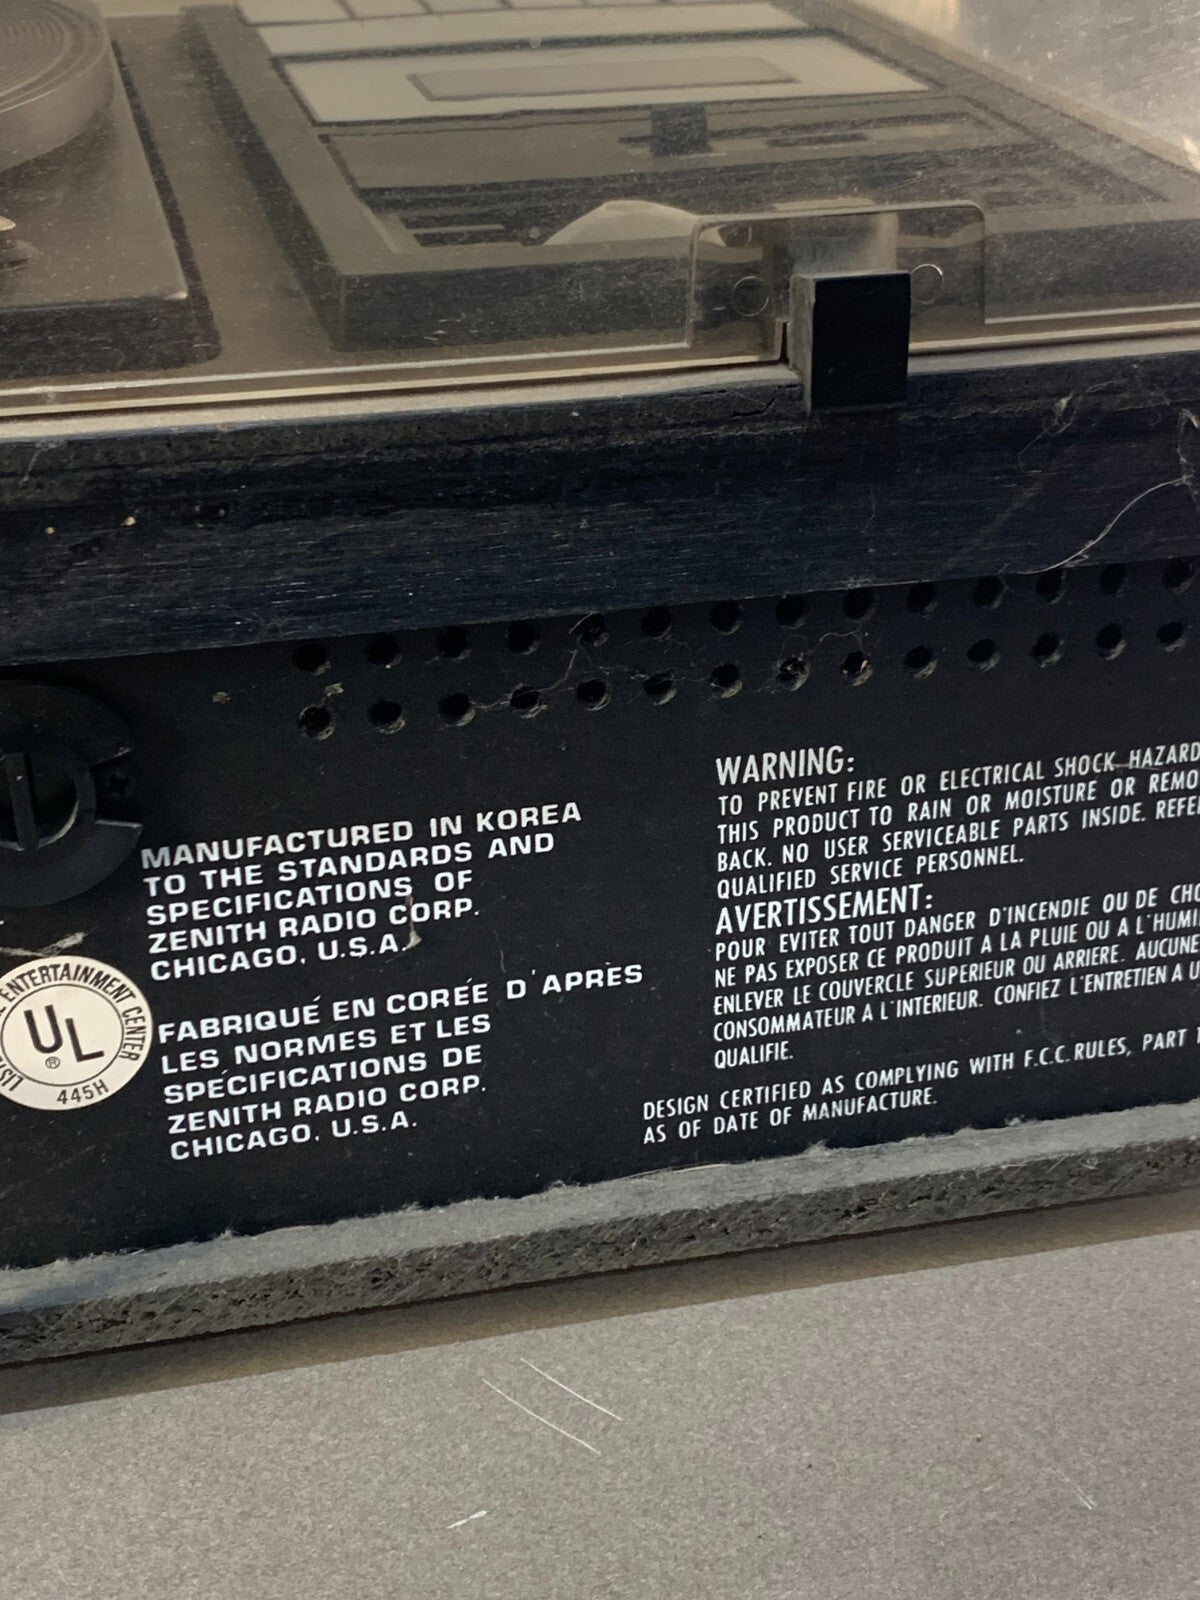 MANUFACTURED IN KOREA
TO THE STANDARDS AND
SPECIFICATIONS OF
ZENITH RADIO CORP.
CHICAGO, U.S.A.
FABRIQUÉ EN CORÉE D'APRÈS
LES NORMES ET LES
SPÉCIFICATIONS DE
ZENITH RADIO CORP.
CHICAGO, U.S.A.
ENTERTAINMENT CENTER
UL
®
445H
WARNING:
TO PREVENT FIRE OR ELECTRICAL SHOCK HAZARD
THIS PRODUCT TO RAIN OR MOISTURE OR
BACK. NO USER SERVICEABLE PARTS INSIDE.
QUALIFIED SERVICE PERSONNEL.
AVERTISSEMENT:
POUR EVITER TOUT DANGER D'INCENDIE OU DE
NE PAS EXPOSER CE PRODUIT A LA PLUIE OU A
ENLEVER LE COUVERCLE SUPERIEUR OU ARRIERE. AUCUNE
CONSOMMATEUR A L'INTERIEUR. CONFIEZ L'ENTRETIEN A
QUALIFIE.
DESIGN CERTIFIED AS COMPLYING WITH F.C.C. RULES, PART
AS OF DATE OF MANUFACTURE.